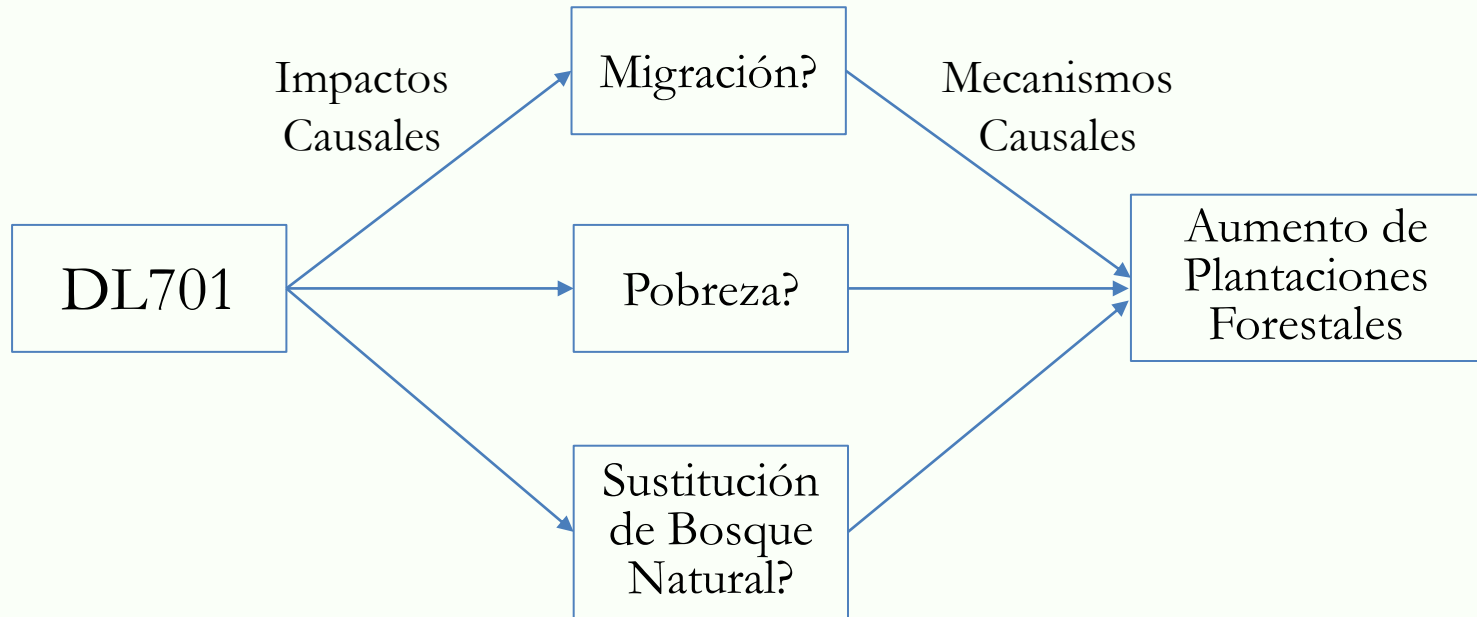 Impactos
Causales
Migración?
Mecanismos
Causales
DL701
Pobreza?
Aumento de
Plantaciones
Forestales
Sustitución
de Bosque
Natural?